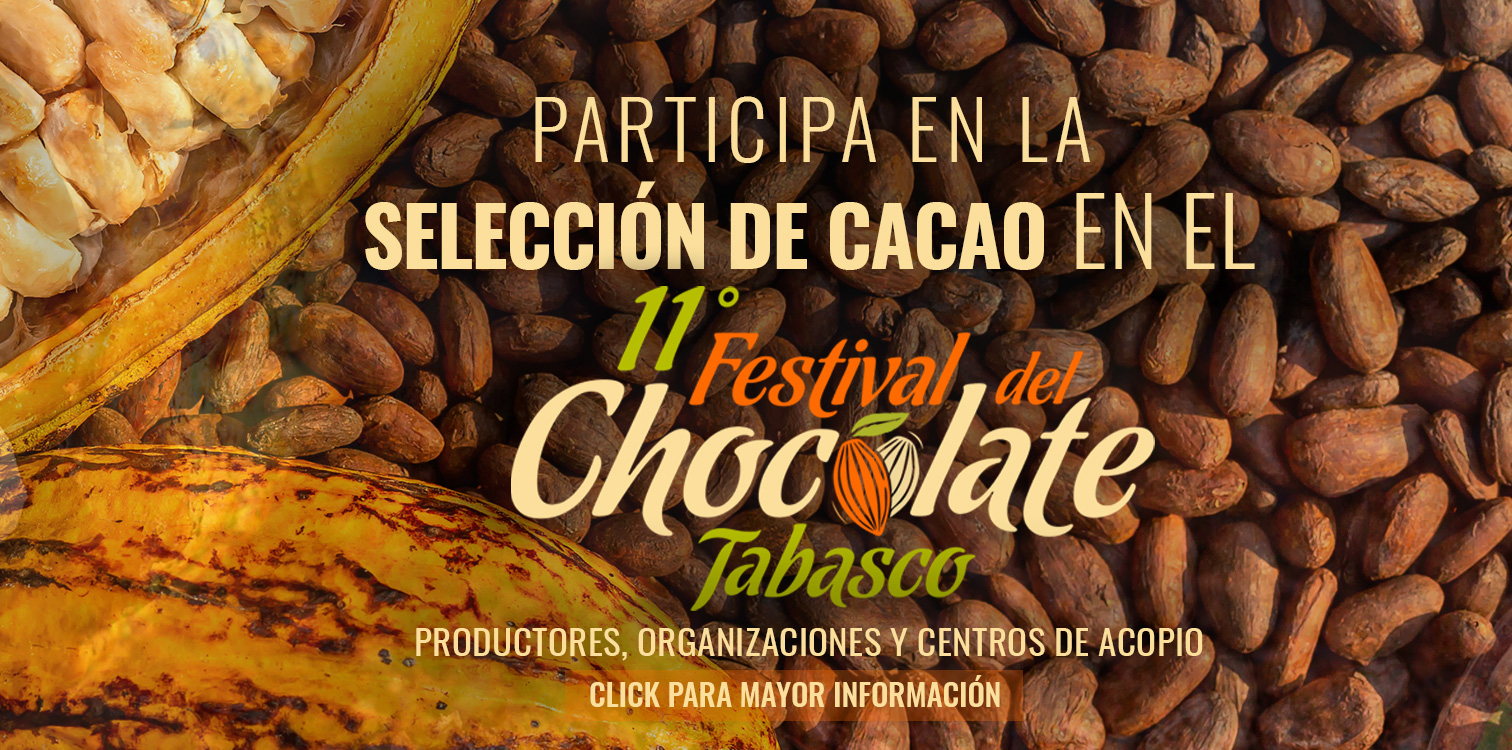 PARTICIPA EN LA
SELECCIÓN DE CACAO EN EL
11° Festival del
Chocolate
Tabasco
PRODUCTORES, ORGANIZACIONES Y CENTROS DE ACOPIO
CLICK PARA MAYOR INFORMACIÓN